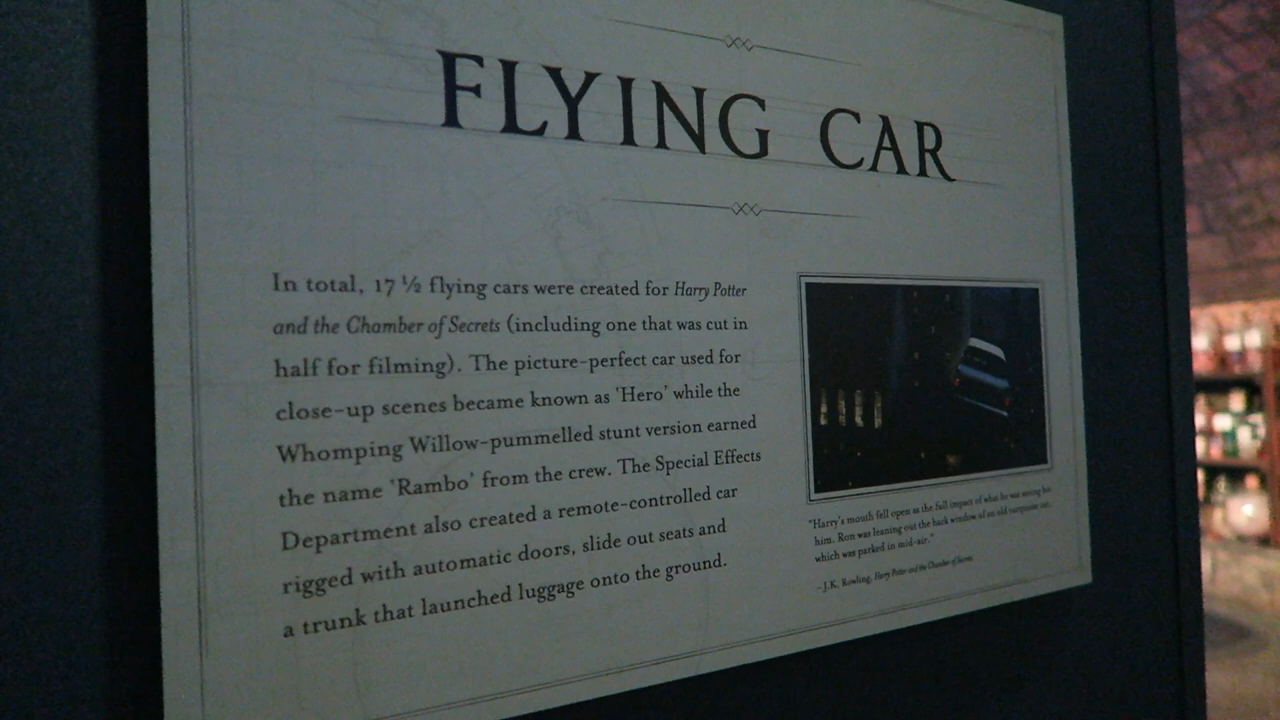 FLYING CAR
In total, 17 ½ flying cars were created for Harry Potter
and the Chamber of Secrets (including one that was cut in
half for filming). The picture-perfect car used for
close-up scenes became known as 'Hero' while the
Whomping Willow-pummelled stunt version earned
the name 'Rambo' from the crew. The Special Effects
Department also created a remote-controlled car
rigged with automatic doors, slide out seats and
a trunk that launched luggage onto the ground.
"Harry's mouth fell open as the full impact of what he was seeing hit
him. Ron was leaning out the back window of an old turquoise car,
which was parked in mid-air."
–J.K. Rowling, Harry Potter and the Chamber of Secrets